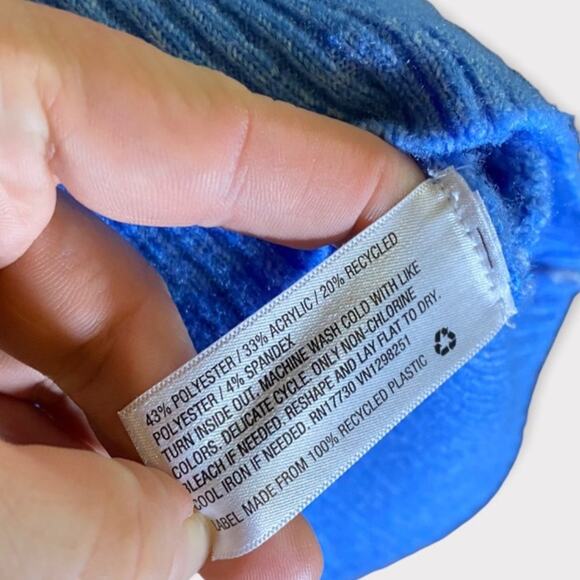 43% POLYESTER / 33% ACRYLIC / 20% RECYCLED
POLYESTER / 4% SPANDEX
TURN INSIDE OUT. MACHINE WASH COLD WITH LIKE
COLORS. DELICATE CYCLE. ONLY NON-CHLORINE
BLEACH IF NEEDED. RESHAPE AND LAY FLAT TO DRY.
COOL IRON IF NEEDED. RN17730 VN1298251
LABEL MADE FROM 100% RECYCLED PLASTIC